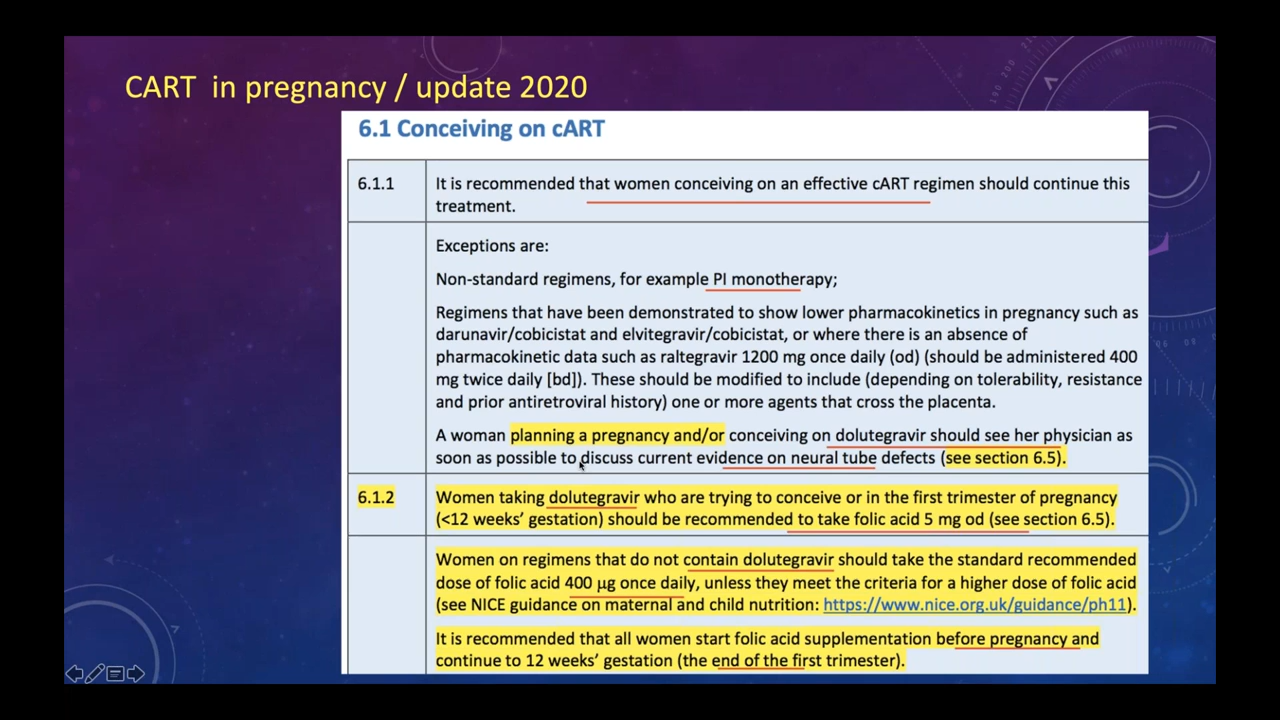 CART in pregnancy / update 2020
6.1 Conceiving on cART
6.1.1
It is recommended that women conceiving on an effective cART regimen should continue this
treatment.
Exceptions are:
Non-standard regimens, for example PI monotherapy;
Regimens that have been demonstrated to show lower pharmacokinetics in pregnancy such as
darunavir/cobicistat and elvitegravir/cobicistat, or where there is an absence of
pharmacokinetic data such as raltegravir 1200 mg once daily (od) (should be administered 400
mg twice daily [bd]). These should be modified to include (depending on tolerability, resistance
and prior antiretroviral history) one or more agents that cross the placenta.
A woman planning a pregnancy and/or conceiving on dolutegravir should see her physician as
soon as possible to discuss current evidence on neural tube defects (see section 6.5).
6.1.2
Women taking dolutegravir who are trying to conceive or in the first trimester of pregnancy
(<12 weeks’ gestation) should be recommended to take folic acid 5 mg od (see section 6.5).
Women on regimens that do not contain dolutegravir should take the standard recommended
dose of folic acid 400 µg once daily, unless they meet the criteria for a higher dose of folic acid
(see NICE guidance on maternal and child nutrition: https://www.nice.org.uk/guidance/ph11).
It is recommended that all women start folic acid supplementation before pregnancy and
continue to 12 weeks’ gestation (the end of the first trimester).